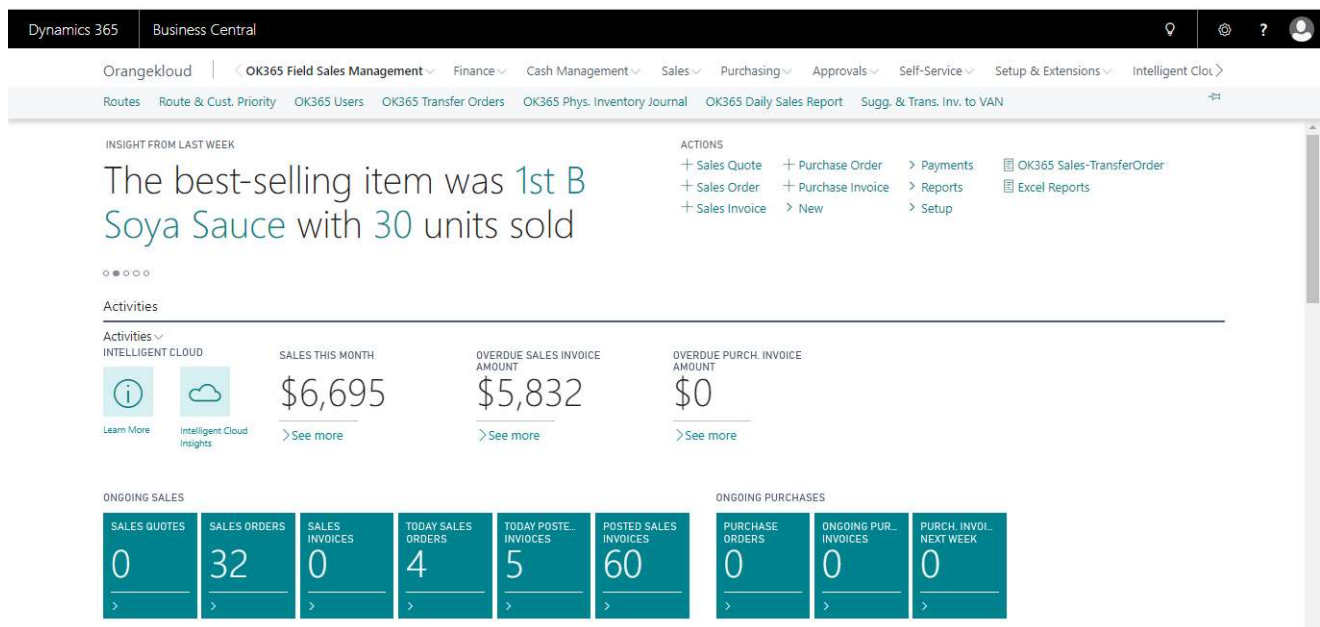 Dynamics 365 Business Central ?
Orangekloud OK365 Field Sales Management Finance Cash Management Sales Purchasing Approvals Self-Service Setup & Extensions Intelligent Clou
Routes Route & Cust. Priority OK365 Users OK365 Transfer Orders OK365 Phys. Inventory Journal OK365 Daily Sales Report Sugg. & Trans. Inv. to VAN
INSIGHT FROM LAST WEEK
The best-selling item was 1st B
Soya Sauce with 30 units sold
ACTIONS
+ Sales Quote + Purchase Order > Payments OK365 Sales-TransferOrder
+ Sales Order + Purchase Invoice > Reports Excel Reports
+ Sales Invoice > New > Setup
Activities
Activities
INTELLIGENT CLOUD
Learn More
Intelligent Cloud
Insights
SALES THIS MONTH
$6,695
>See more
OVERDUE SALES INVOICE
AMOUNT
$5,832
>See more
OVERDUE PURCH. INVOICE
AMOUNT
$0
>See more
ONGOING SALES
SALES QUOTES
0
>
SALES ORDERS
32
>
SALES
INVOICES
0
>
TODAY SALES
ORDERS
4
>
TODAY POSTE...
INVIOCES
5
>
POSTED SALES
INVOICES
60
>
ONGOING PURCHASES
PURCHASE
ORDERS
0
>
ONGOING PUR...
INVOICES
0
>
PURCH. INVOI...
NEXT WEEK
0
>